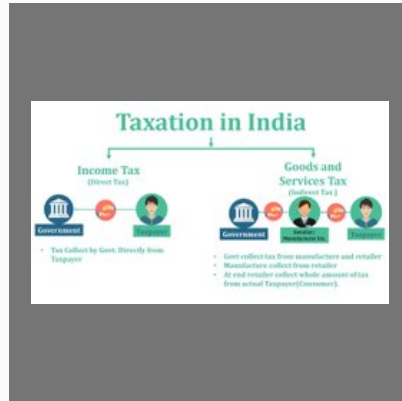 Taxation in India
Income Tax
(Direct Tax)
Government
Taxpayer
• Tax Collect by Govt. Directly from
Taxpayer
Goods and
Services Tax
(Indirect Tax)
Government
Retailer/
Manufacture
Taxpayer
• Govt collect tax from manufacture and retailer
• Manufacture collect from retailer
• At end retailer collect whole amount of tax
from actual Taxpayer(Consumer).